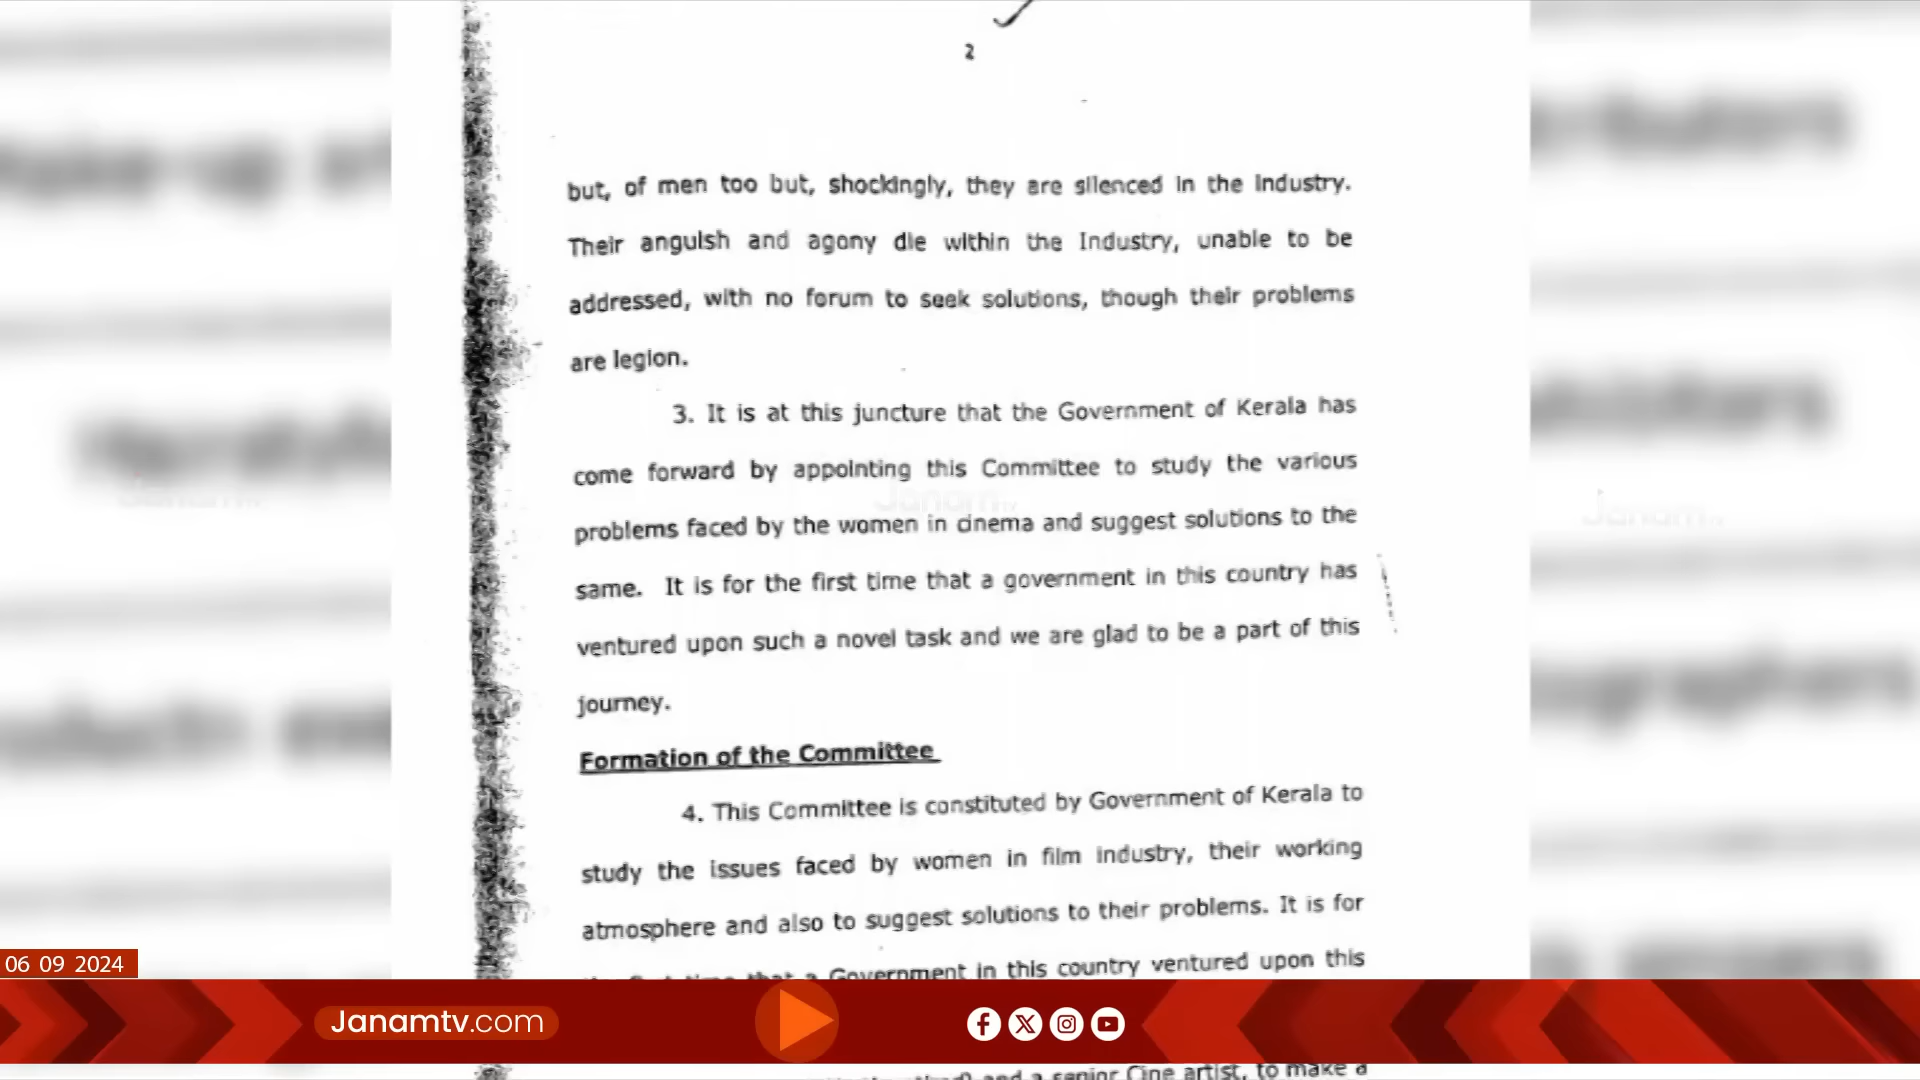 2
but, of men too but, shockingly, they are silenced in the Industry.
Their anguish and agony die within the Industry, unable to be
addressed, with no forum to seek solutions, though their problems
are legion.
3. It is at this juncture that the Government of Kerala has
come forward by appointing this Committee to study the various
problems faced by the women in cinema and suggest solutions to the
same. It is for the first time that a government in this country has
ventured upon such a novel task and we are glad to be a part of this
journey.
Formation of the Committee
4. This Committee is constituted by Government of Kerala to
study the issues faced by women in film industry, their working
atmosphere and also to suggest solutions to their problems. It is for
the first time that a Government in this country ventured upon this
and a senior Cine artist, to make a
06 09 2024
Janamtv.com
Janam
Janam
Janam